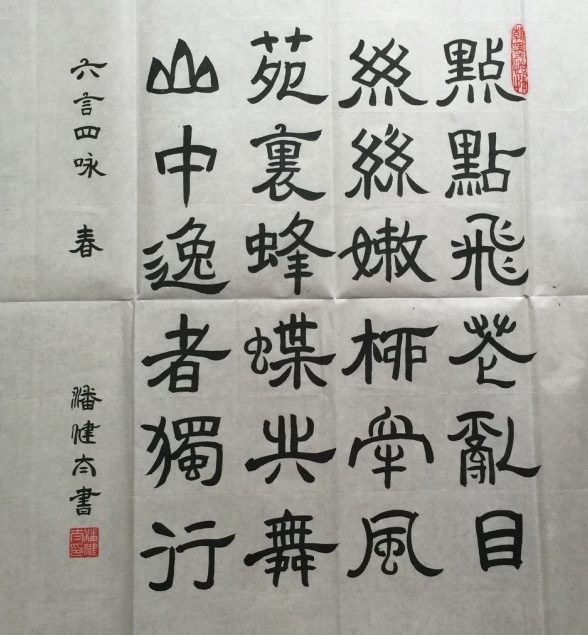 點點飛花亂目
絲絲嫩柳牽風
苑裏蜂蝶共舞
山中逸者獨行
六言四咏 春 潘健書